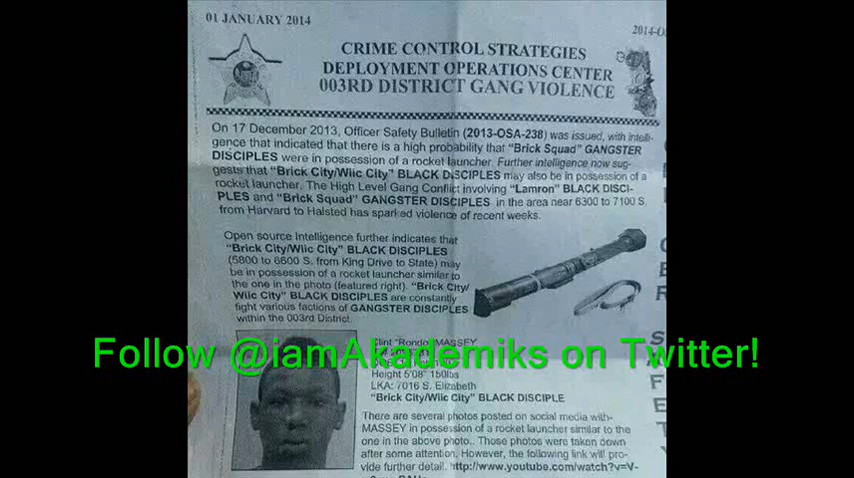 01 JANUARY 2014
2014-O
CRIME CONTROL STRATEGIES
DEPLOYMENT OPERATIONS CENTER
003RD DISTRICT GANG VIOLENCE
On 17 December 2013, Officer Safety Bulletin (2013-OSA-238) was issued, with intelli-
gence that indicated that there is a high probability that "Brick Squad" GANGSTER
DISCIPLES were in possession of a rocket launcher. Further intelligence now sug-
gests that "Brick City/Wiic City" BLACK DISCIPLES may also be in possession of a
rocket launcher. The High Level Gang Conflict involving "Lamron" BLACK DISCI-
PLES and "Brick Squad" GANGSTER DISCIPLES in the area near 6300 to 7100 S.
from Harvard to Halsted has sparked violence of recent weeks.
Open source Intelligence further indicates that
"Brick City/Wiic City" BLACK DISCIPLES
(5800 to 6600 S. from King Drive to State) may
be in possession of a rocket launcher similar to
the one in the photo (featured right). "Brick City/
Wiic City" BLACK DISCIPLES are constantly
fight various factions of GANGSTER DISCIPLES
within the 003rd District.
"Rondo" MASSEY
Follow @iamAkademiks on Twitter!
Height 5'08" 150lbs
LKA: 7016 S. Elizabeth
"Brick City/Wiic City" BLACK DISCIPLE
There are several photos posted on social media with
MASSEY in possession of a rocket launcher similar to the
one in the above photo.. Those photos were taken down
after some attention. However, the following link will pro-
vide further detail. http://www.youtube.com/watch?v=V-